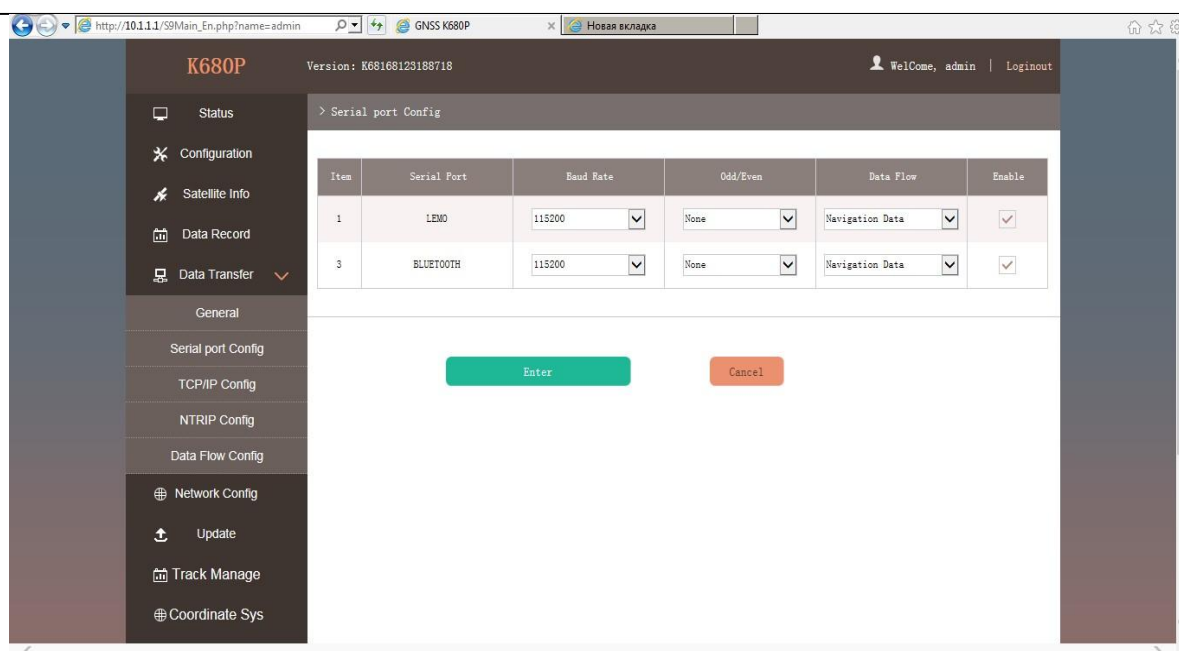 http://10.1.1.1/S9Main_En.php?name=admin GNSS K680P Новая вкладка
K680P Version: K68168123188718 WelCome, admin | Loginout
Status
Configuration
Satellite Info
Data Record
Data Transfer
General
Serial port Config
TCP/IP Config
NTRIP Config
Data Flow Config
Network Config
Update
Track Manage
Coordinate Sys
> Serial port Config
Item Serial Port Baud Rate Odd/Even Data Flow Enable
1 LEMO 115200 None Navigation Data
3 BLUETOOTH 115200 None Navigation Data
Enter Cancel